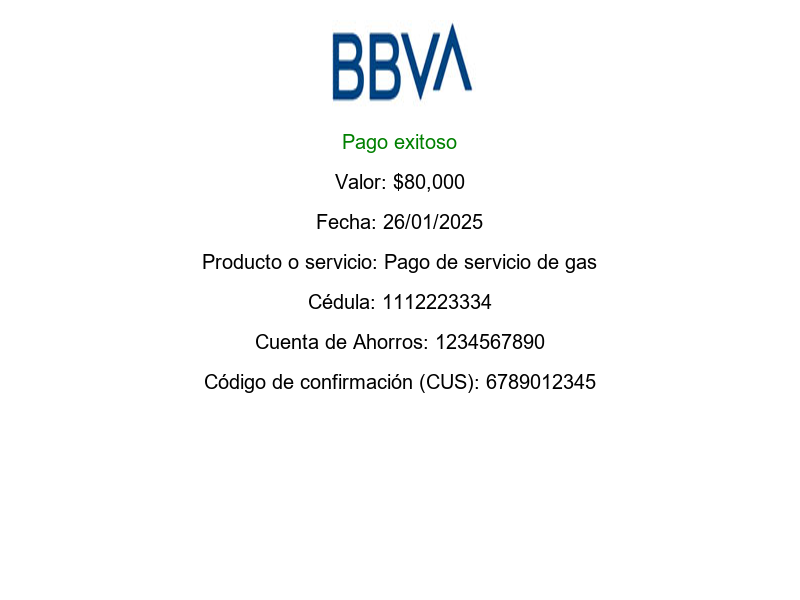 BBVA
Pago exitoso
Valor: $80,000
Fecha: 26/01/2025
Producto o servicio: Pago de servicio de gas
Cédula: 1112223334
Cuenta de Ahorros: 1234567890
Código de confirmación (CUS): 6789012345